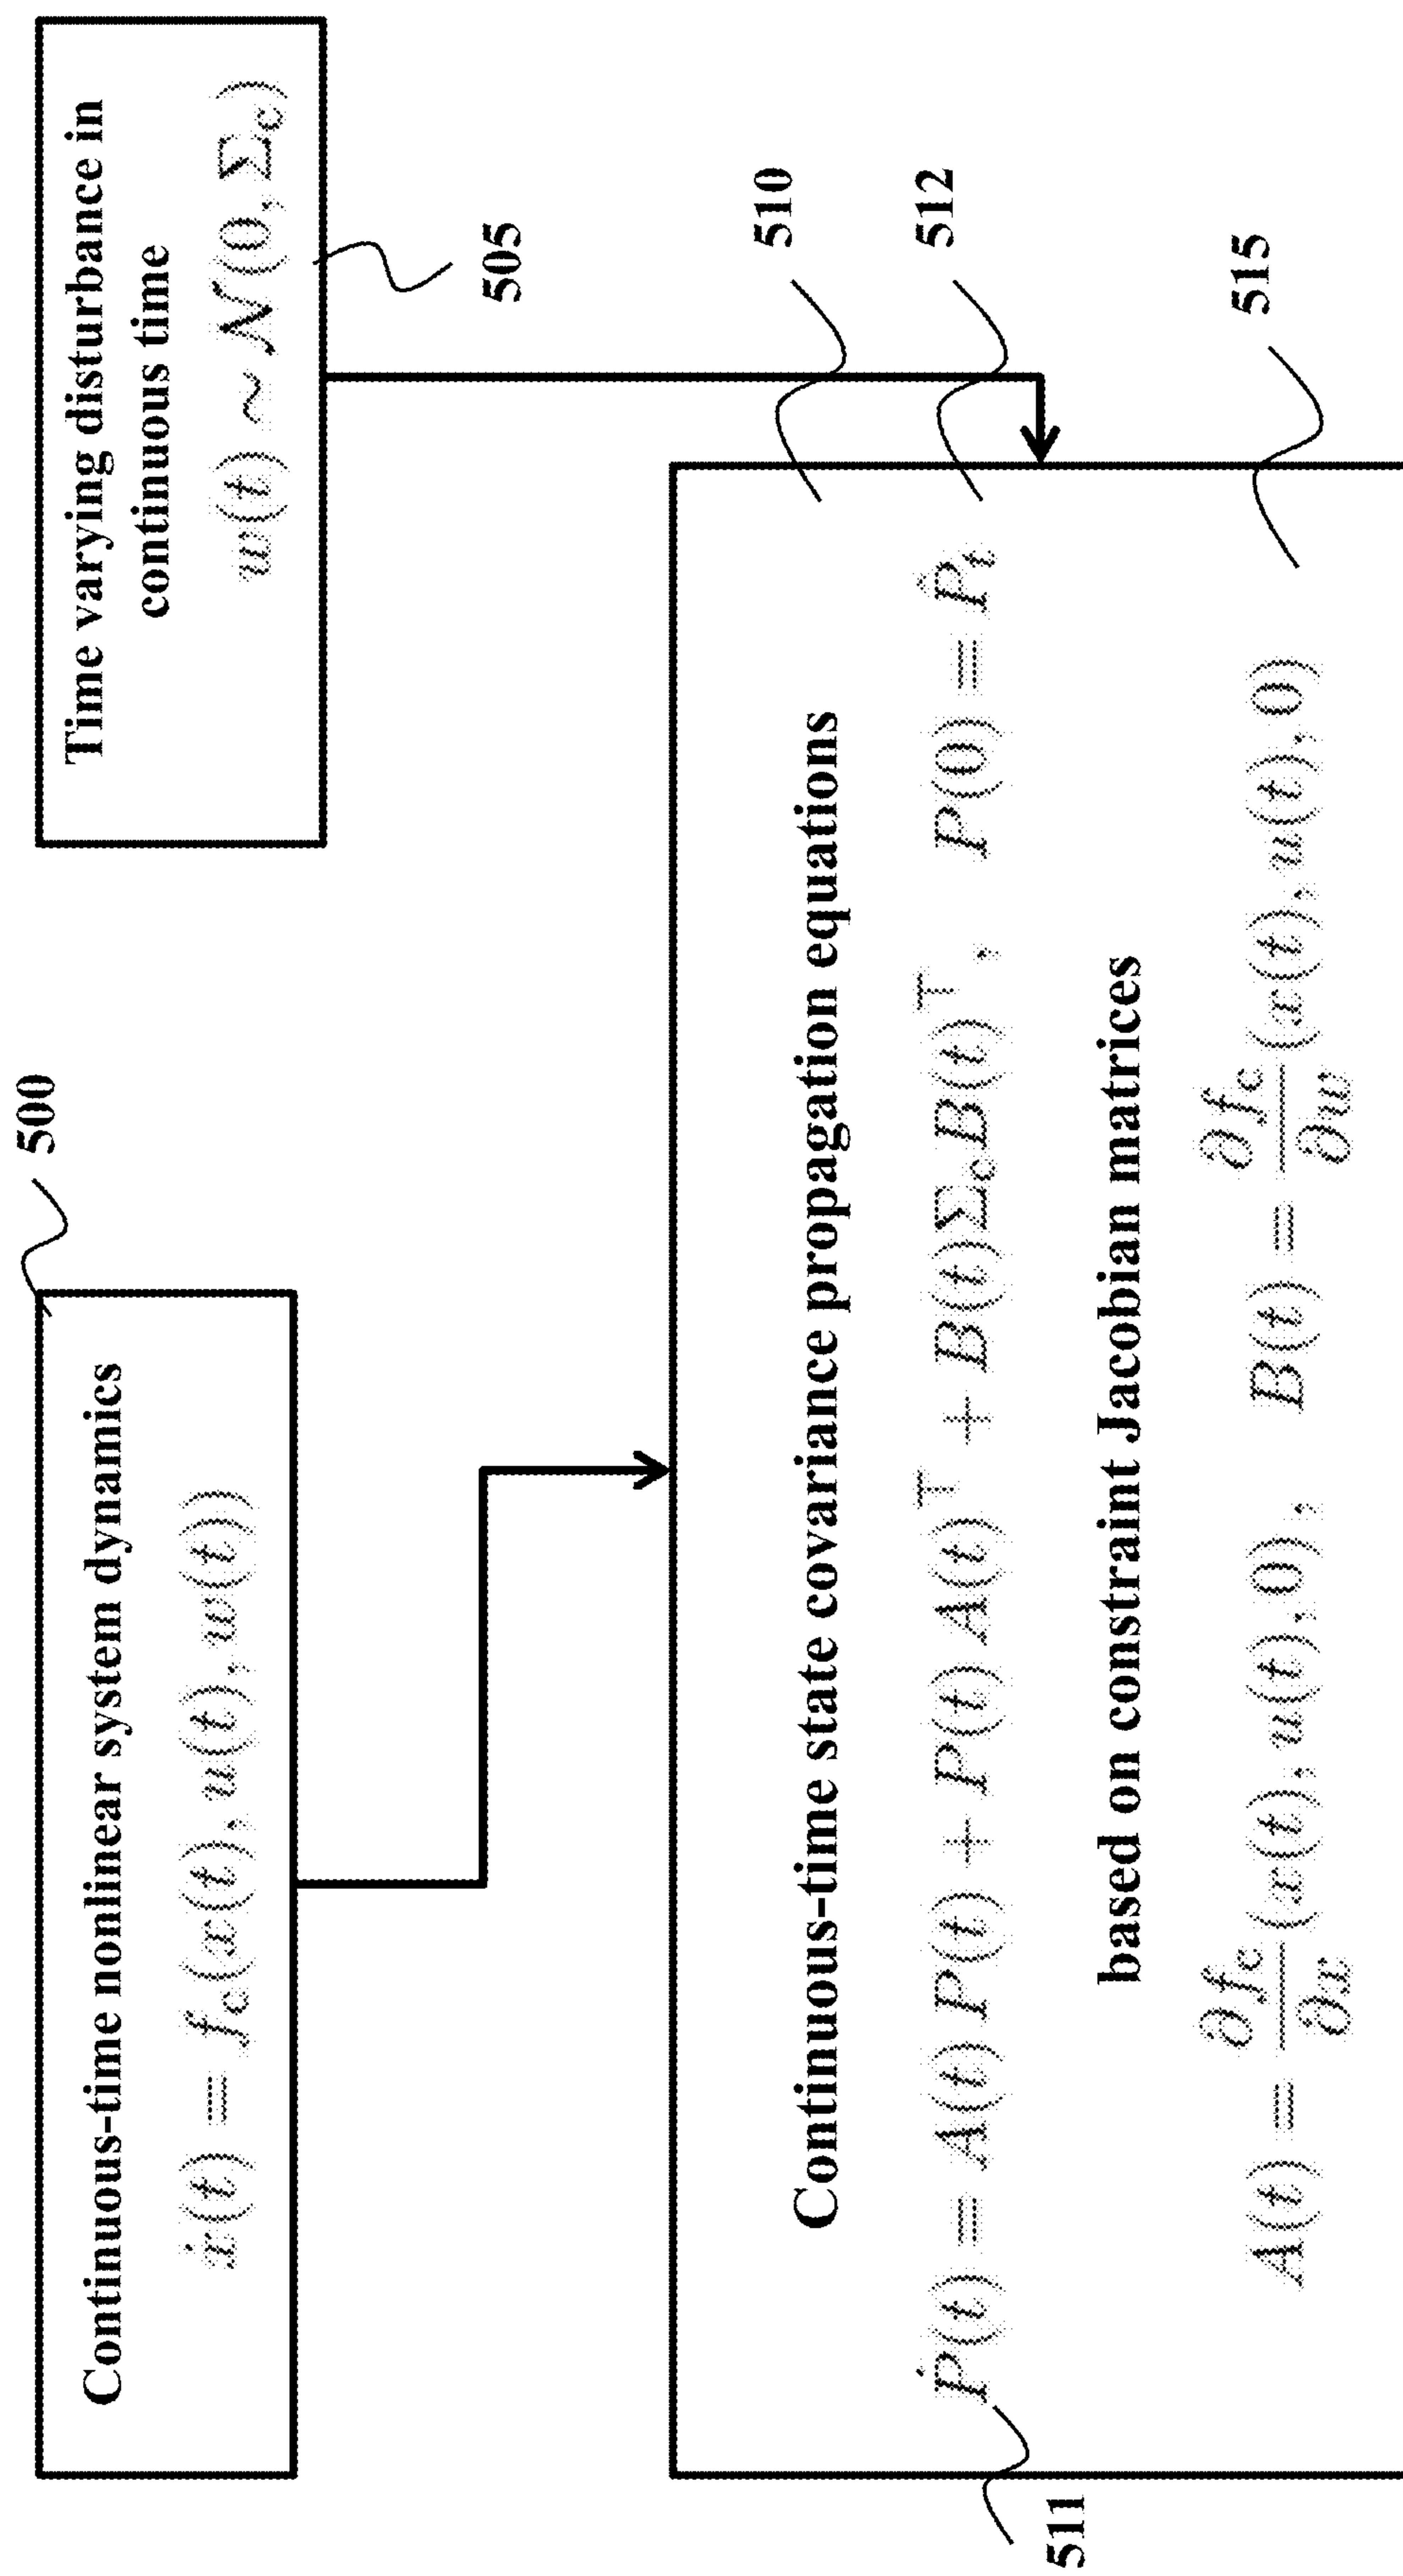 500
Continuous-time nonlinear system dynamics
ẋ(t) = f_c(x(t), u(t), w(t))
Time varying disturbance in
continuous time
w(t) ~ 𝒩(0, Σ_c)
505
510
Continuous-time state covariance propagation equations
512
Ṗ(t) = A(t) P(t) + P(t) A(t)^⊤ + B(t)Σ_c B(t)^⊤, P(0) = P̂_t
511
based on constraint Jacobian matrices
515
A(t) = ∂f_c/∂x (x(t), u(t), 0), B(t) = ∂f_c/∂w (x(t), u(t), 0)